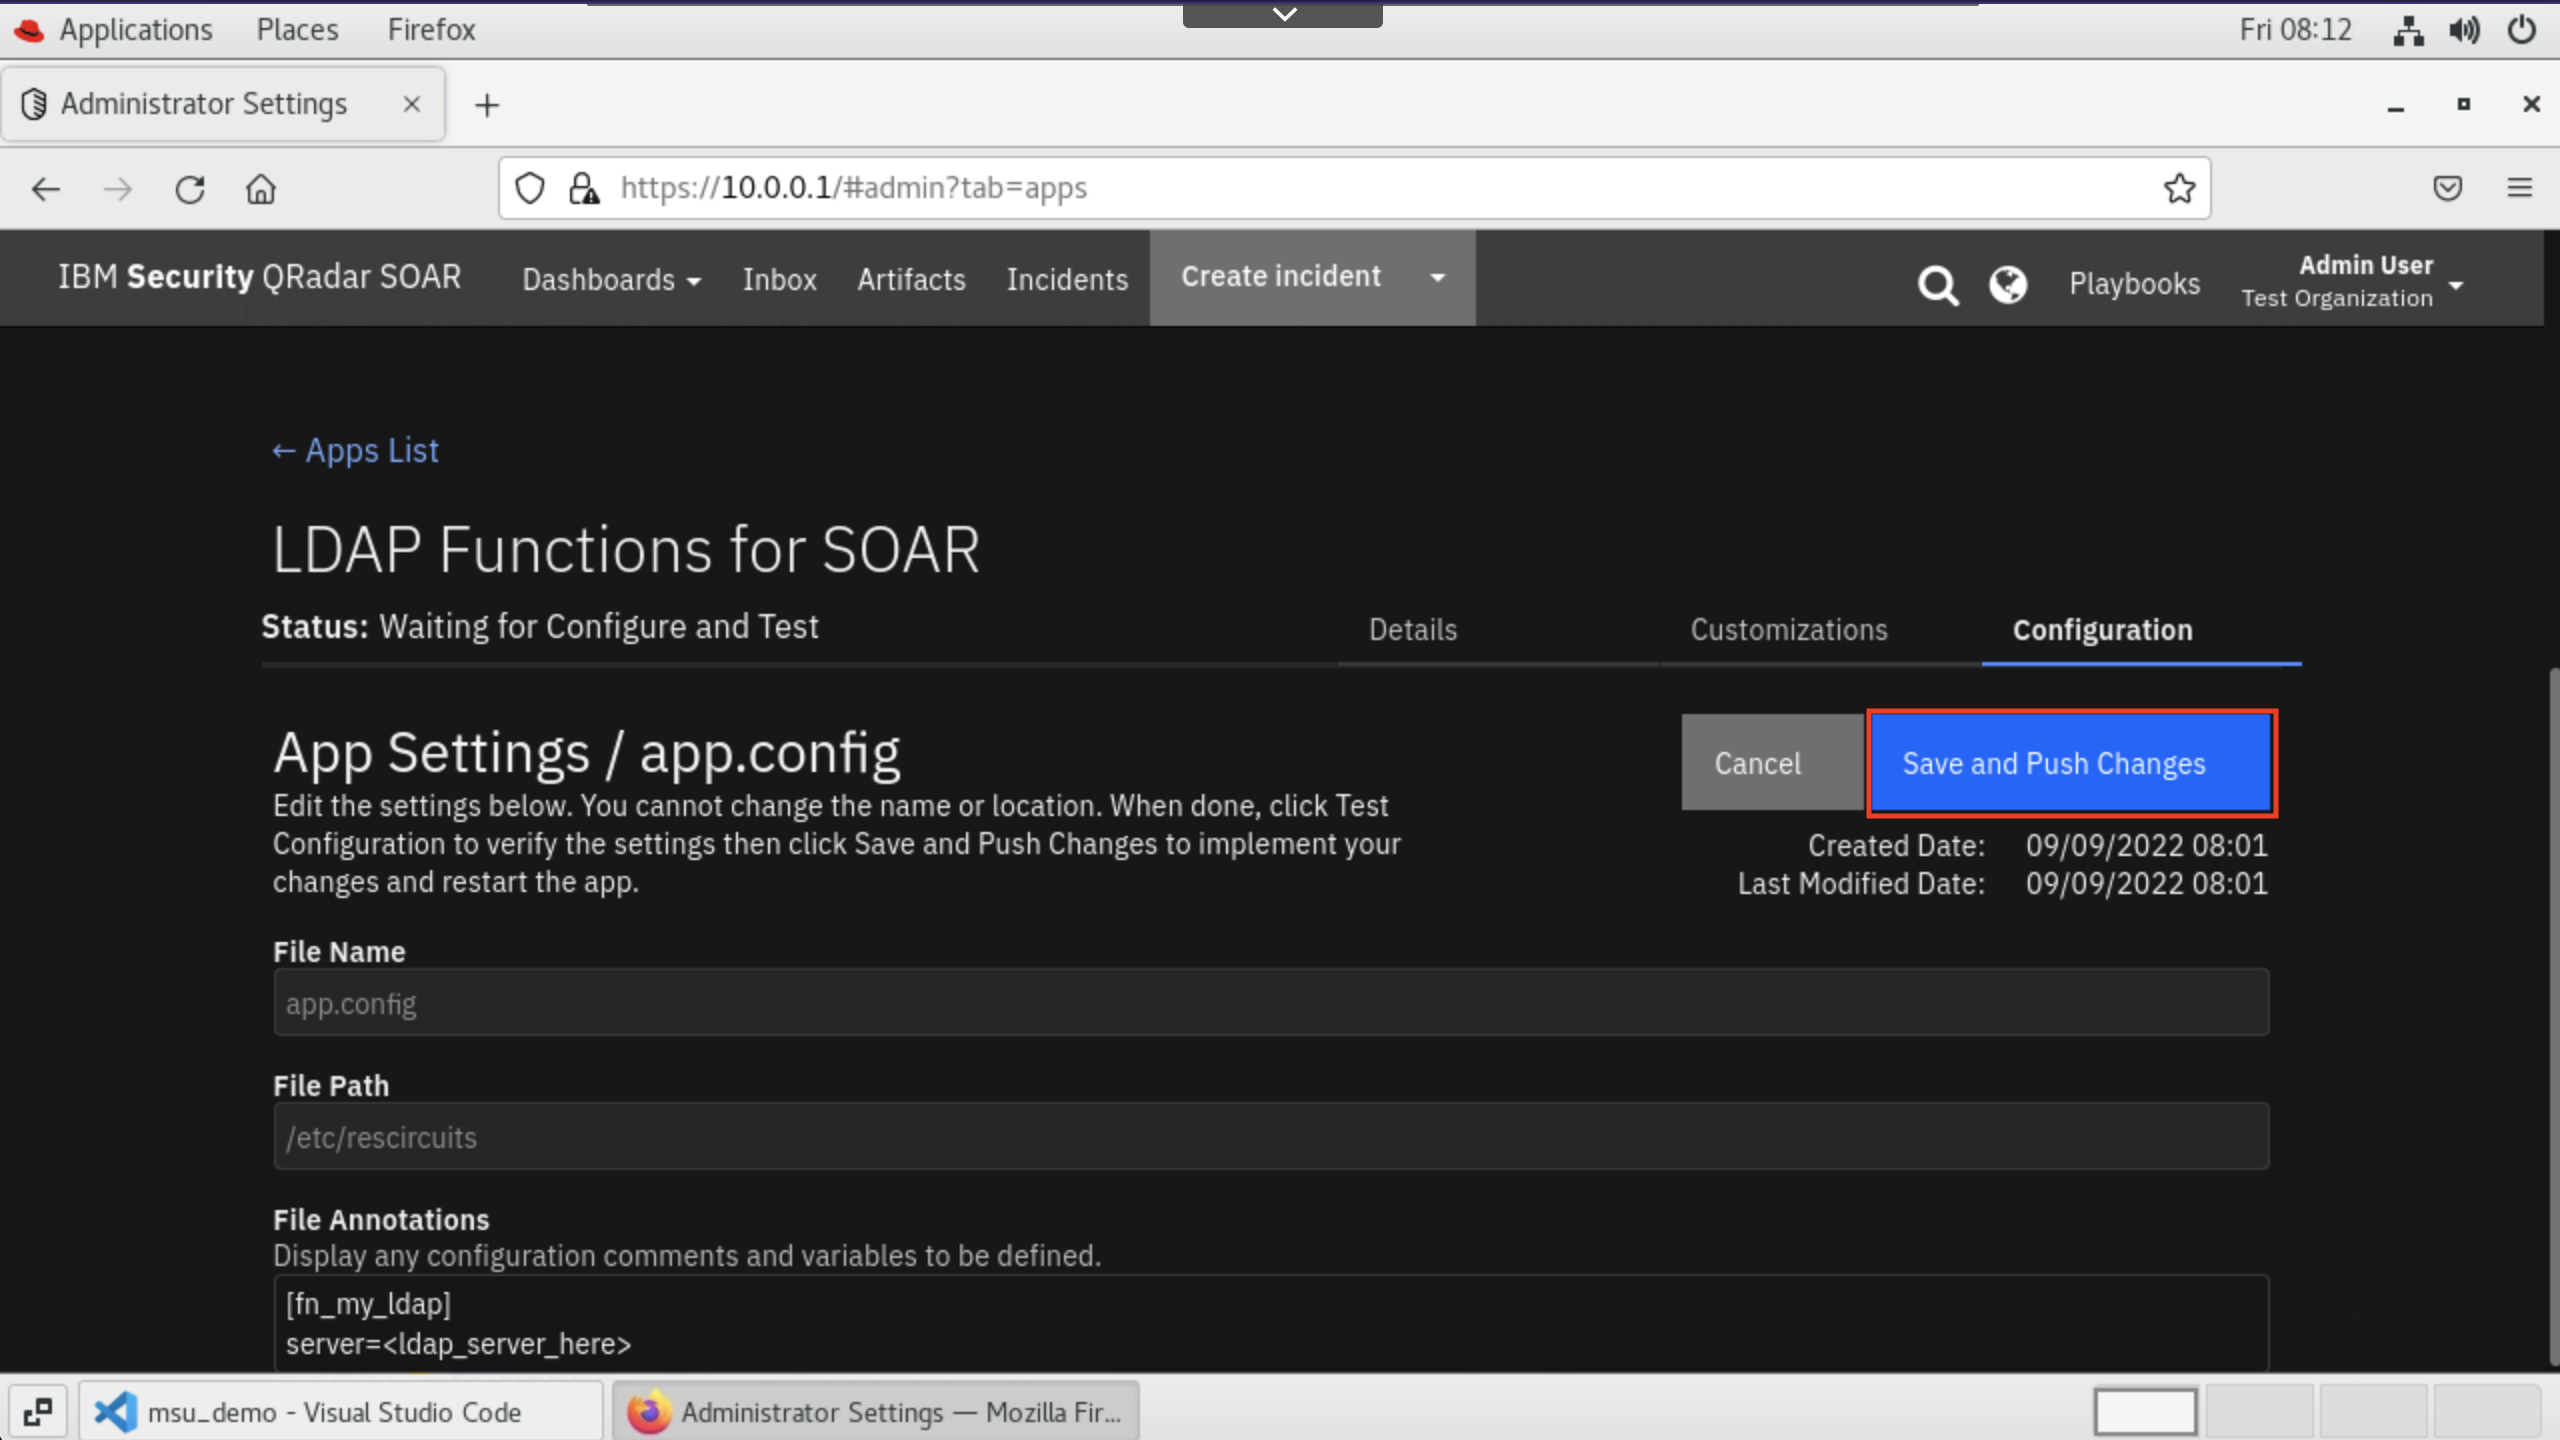 Applications Places Firefox Fri 08:12
Administrator Settings
https://10.0.0.1/#admin?tab=apps
IBM Security QRadar SOAR Dashboards Inbox Artifacts Incidents Create incident Playbooks Admin User
Test Organization
← Apps List
LDAP Functions for SOAR
Status: Waiting for Configure and Test Details Customizations Configuration
App Settings / app.config
Cancel Save and Push Changes
Edit the settings below. You cannot change the name or location. When done, click Test
Configuration to verify the settings then click Save and Push Changes to implement your
changes and restart the app.
Created Date: 09/09/2022 08:01
Last Modified Date: 09/09/2022 08:01
File Name
app.config
File Path
/etc/rescircuits
File Annotations
Display any configuration comments and variables to be defined.
[fn_my_ldap]
server=<ldap_server_here>
msu_demo - Visual Studio Code Administrator Settings — Mozilla Fir...